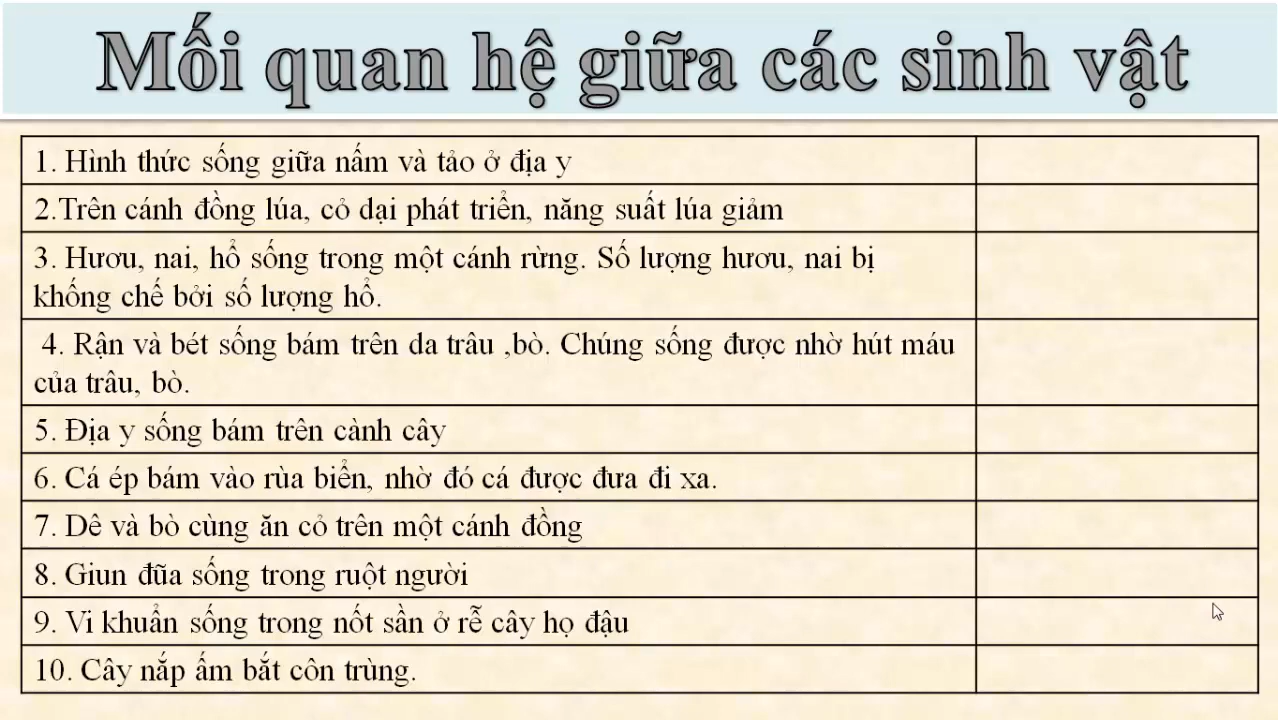 Mối quan hệ giữa các sinh vật
1. Hình thức sống giữa nấm và tảo ở địa y
2.Trên cánh đồng lúa, cỏ dại phát triển, năng suất lúa giảm
3. Hươu, nai, hổ sống trong một cánh rừng. Số lượng hươu, nai bị
khống chế bởi số lượng hổ.
4. Rận và bét sống bám trên da trâu ,bò. Chúng sống được nhờ hút máu
của trâu, bò.
5. Địa y sống bám trên cành cây
6. Cá ép bám vào rùa biển, nhờ đó cá được đưa đi xa.
7. Dê và bò cùng ăn cỏ trên một cánh đồng
8. Giun đũa sống trong ruột người
9. Vi khuẩn sống trong nốt sần ở rễ cây họ đậu
10. Cây nắp ấm bắt côn trùng.